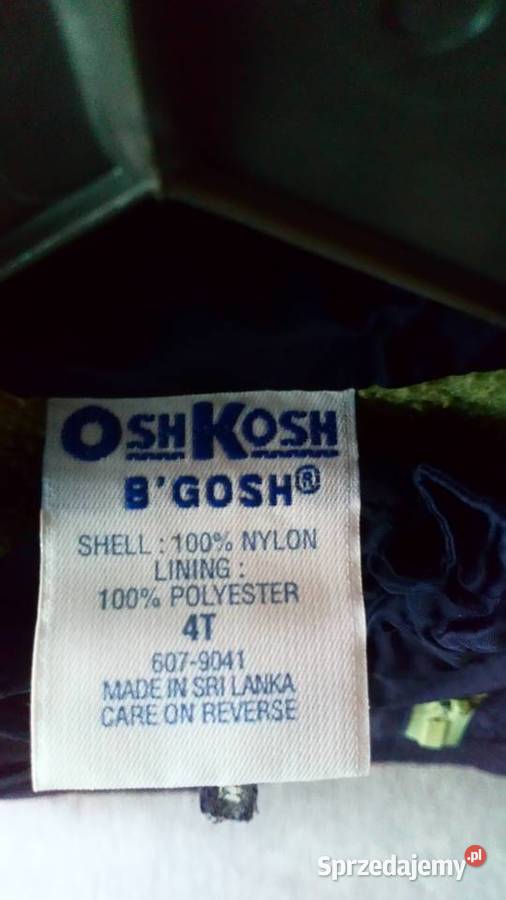 OSHKOSH
B'GOSH®
SHELL : 100% NYLON
LINING :
100% POLYESTER
4T
607-9041
MADE IN SRI LANKA
CARE ON REVERSE
Sprzedajemy.pl